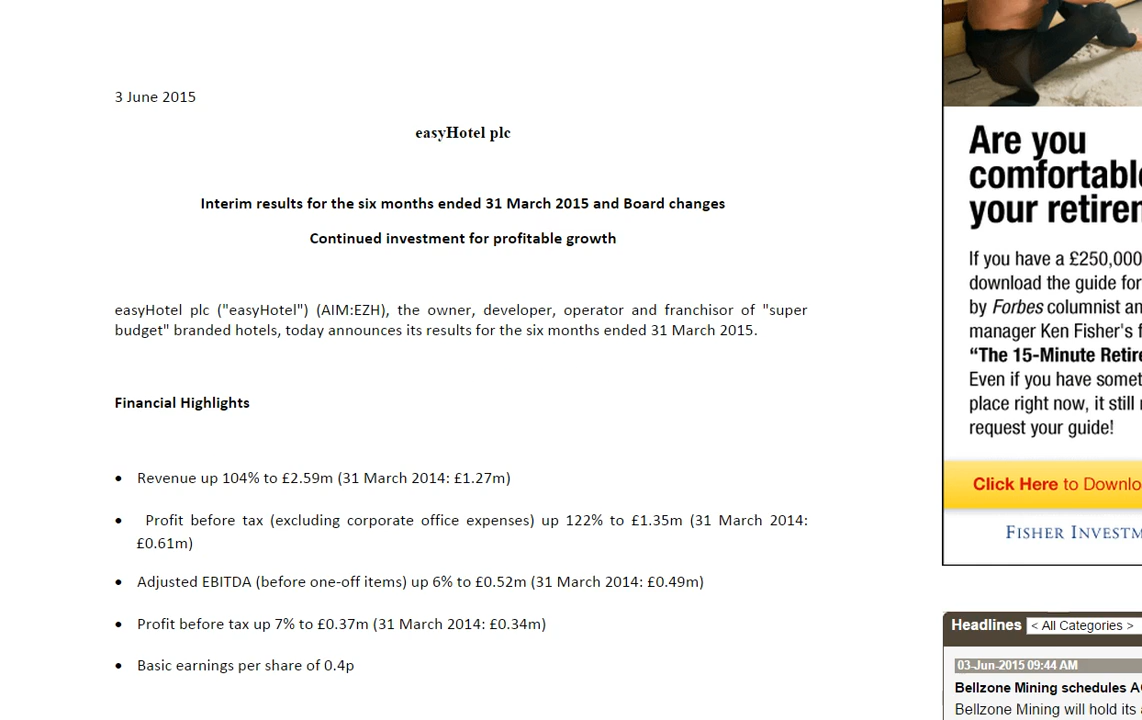 3 June 2015
easyHotel plc
Interim results for the six months ended 31 March 2015 and Board changes
Continued investment for profitable growth
easyHotel plc ("easyHotel") (AIM:EZH), the owner, developer, operator and franchisor of "super
budget" branded hotels, today announces its results for the six months ended 31 March 2015.
Financial Highlights
• Revenue up 104% to £2.59m (31 March 2014: £1.27m)
• Profit before tax (excluding corporate office expenses) up 122% to £1.35m (31 March 2014:
£0.61m)
• Adjusted EBITDA (before one-off items) up 6% to £0.52m (31 March 2014: £0.49m)
• Profit before tax up 7% to £0.37m (31 March 2014: £0.34m)
• Basic earnings per share of 0.4p
Are you
comfortabl
your retire
If you have a £250,000
download the guide for
by Forbes columnist an
manager Ken Fisher's f
“The 15-Minute Retire
Even if you have somet
place right now, it still
request your guide!
Click Here to Downlo
FISHER INVESTM
Headlines < All Categories >
03-Jun-2015 09:44 AM
Bellzone Mining schedules A
Bellzone Mining will hold its